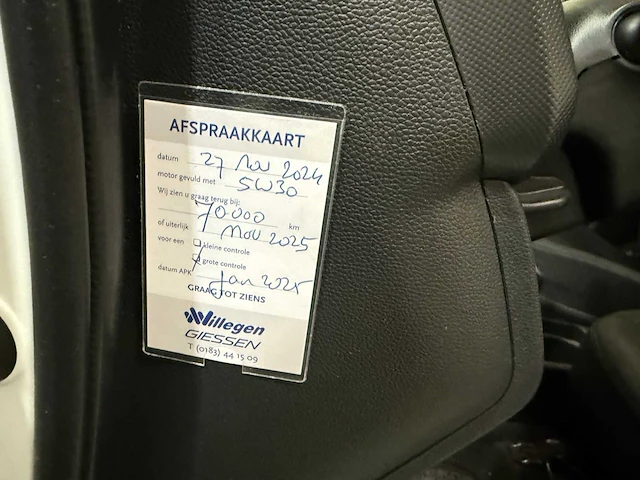 AFSPRAAKKAART
datum 27 Nov 2024
motor gevuld met 5W30
Wij zien u graag terug bij:
70.000 km
of uiterlijk Nov 2025
voor een kleine controle
grote controle
datum APK Jan 2025
GRAAG TOT ZIENS
Willegen
GIESSEN
T (0183) 44 15 09